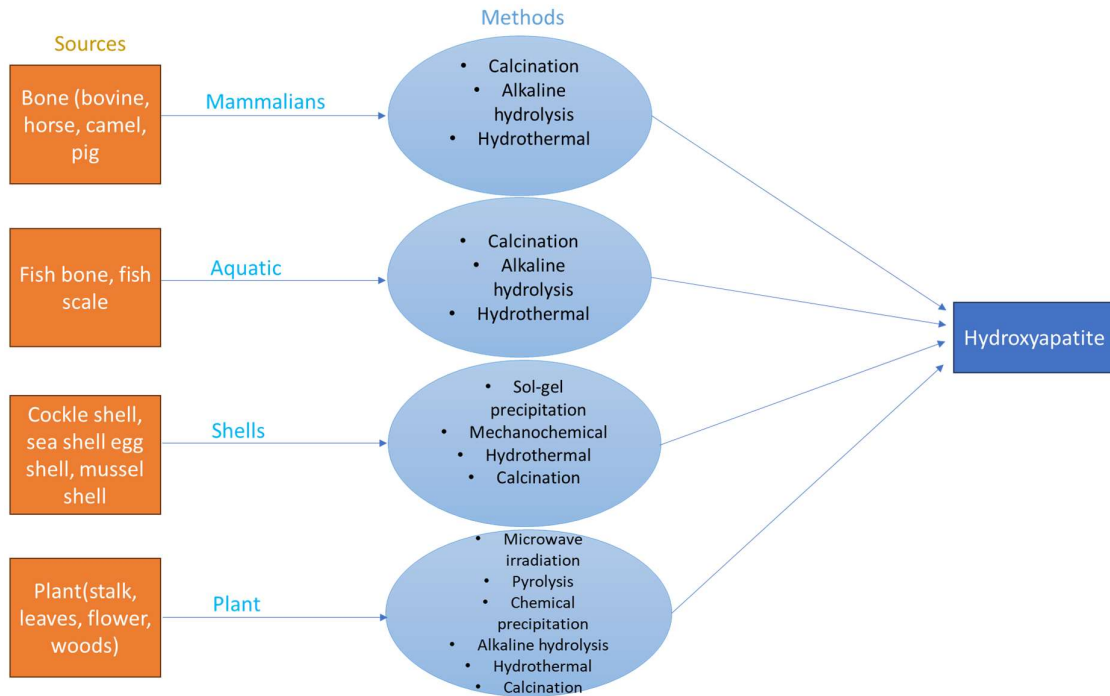 Methods
Sources
Bone (bovine,
horse, camel,
pig
Mammalians
• Calcination
• Alkaline
hydrolysis
• Hydrothermal
Fish bone, fish
scale
Aquatic
• Calcination
• Alkaline
hydrolysis
• Hydrothermal
Hydroxyapatite
Cockle shell,
sea shell egg
shell, mussel
shell
Shells
• Sol-gel
precipitation
• Mechanochemical
• Hydrothermal
• Calcination
Plant(stalk,
leaves, flower,
woods)
Plant
• Microwave
irradiation
• Pyrolysis
• Chemical
precipitation
• Alkaline hydrolysis
• Hydrothermal
• Calcination